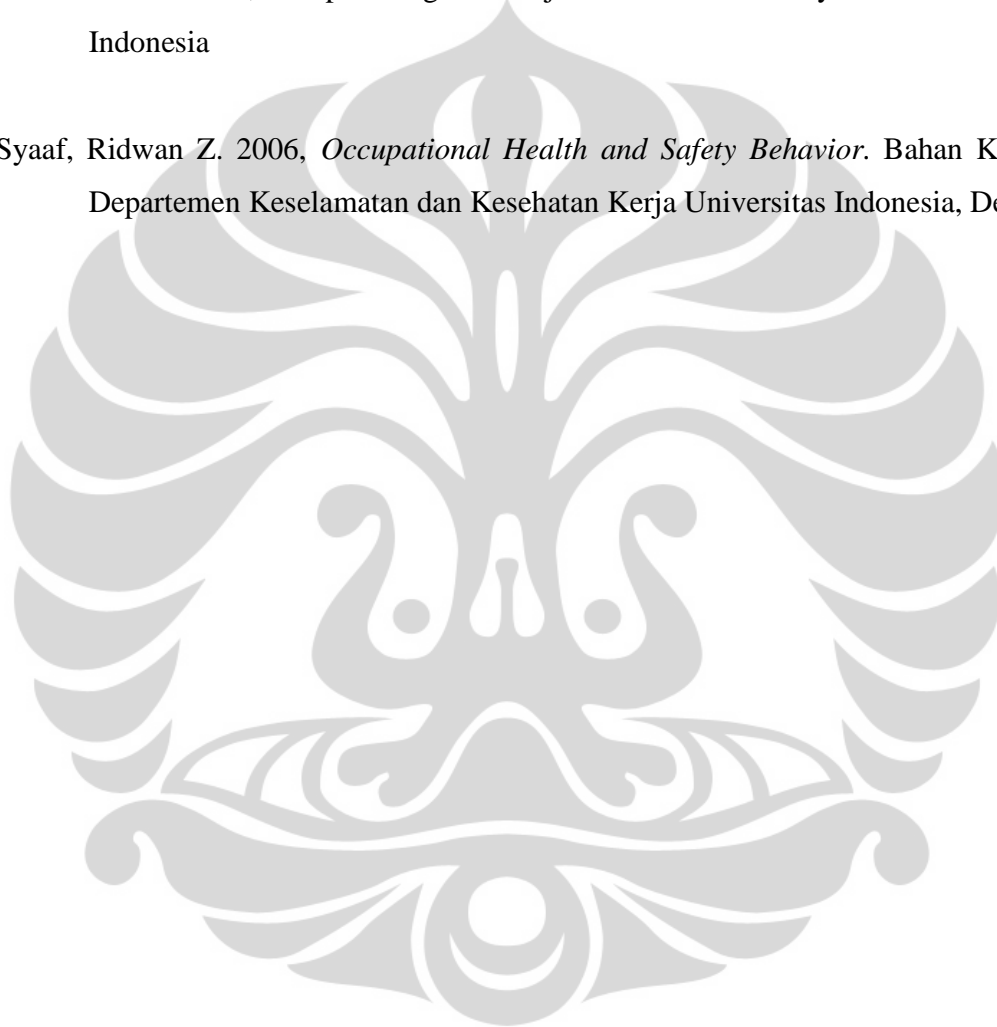 Indonesia
Syaaf, Ridwan Z. 2006, Occupational Health and Safety Behavior. Bahan K
Departemen Keselamatan dan Kesehatan Kerja Universitas Indonesia, De